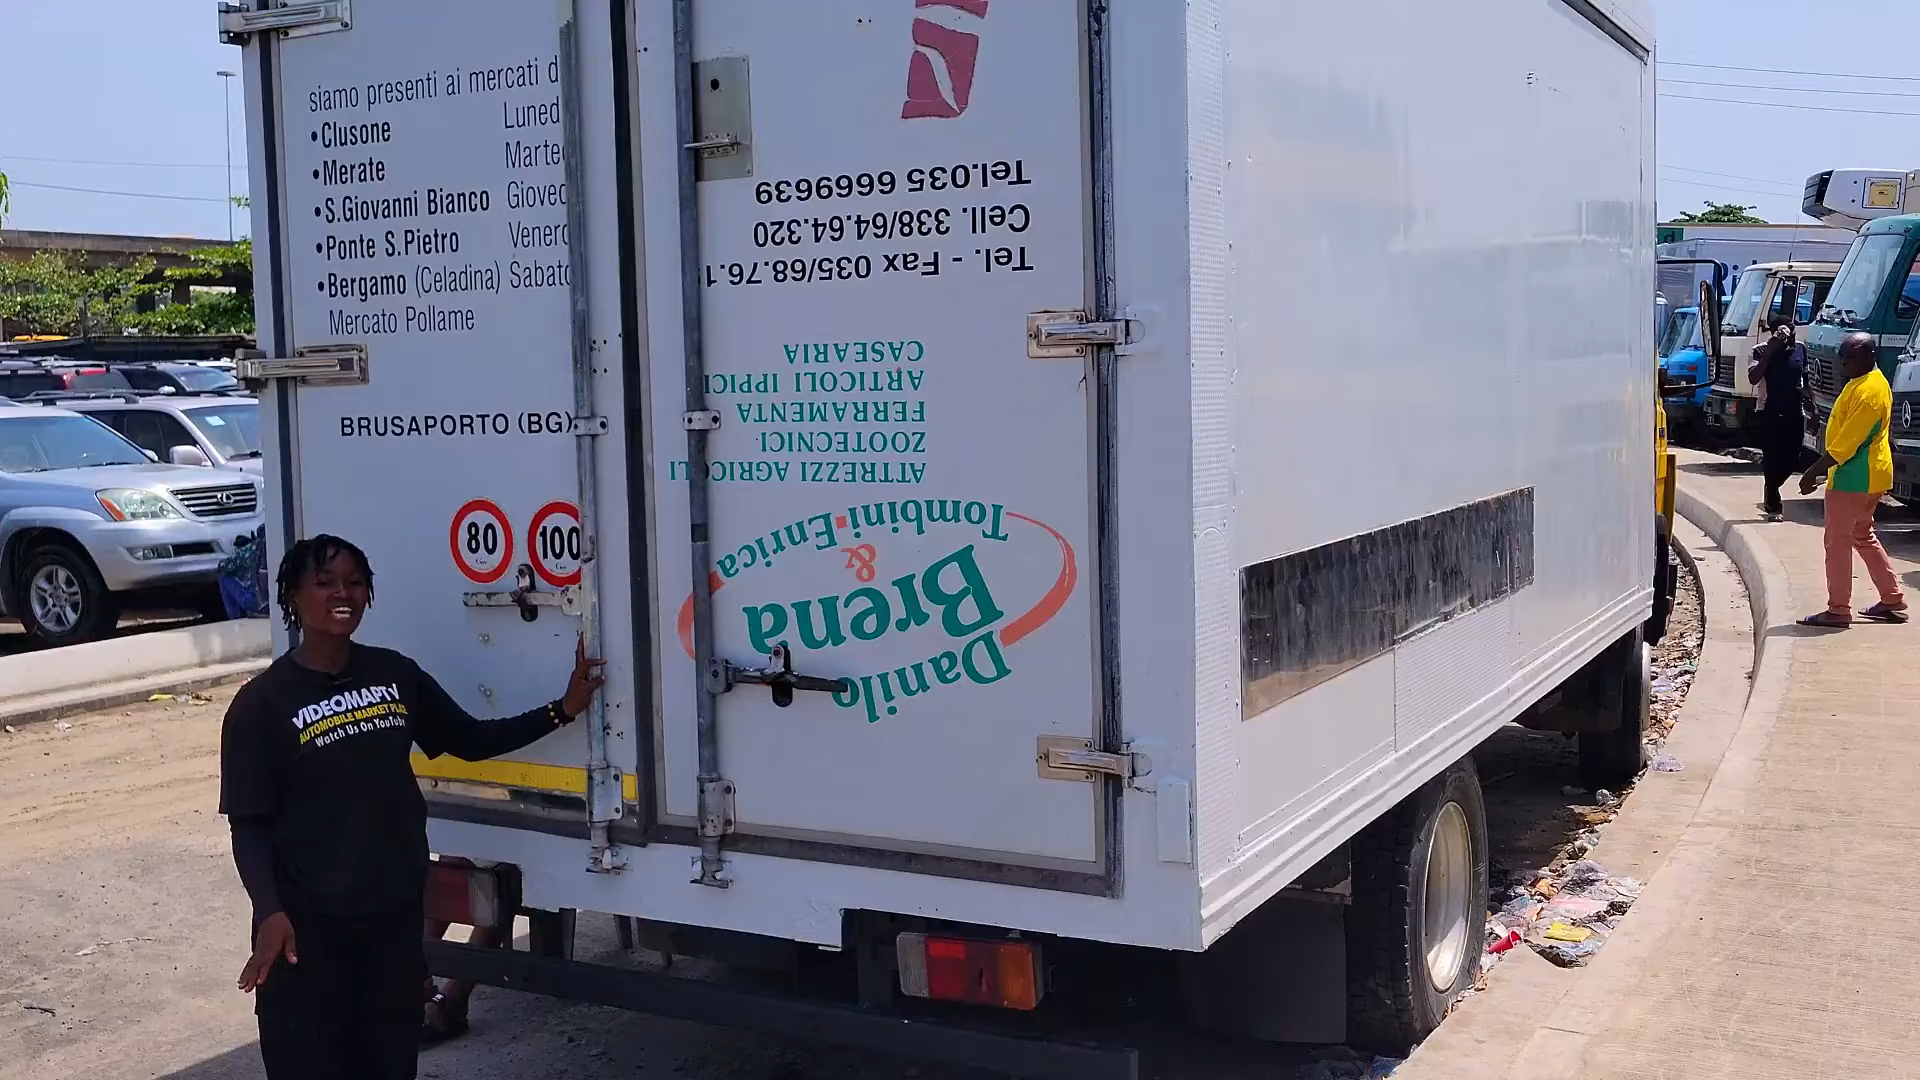 siamo presenti ai mercati d
•Clusone Luned
•Merate Marte
•S.Giovanni Bianco Gioved
•Ponte S.Pietro Venerd
•Bergamo (Celadina) Sabato
Mercato Pollame
BRUSAPORTO (BG)
80
100
Danilo
Brena
&
Tombini Enrica
ATTREZZI AGRICOLI
ZOOTECNICI
FERRAMENTA
ARTICOLI IPPICI
CASEARIA
Tel. - Fax 035/68.76.1
Cell. 338/64.64.320
Tel.035 6669639
VIDEOMAPTV
AUTOMOBILE MARKET PLACE
Watch Us On YouTube